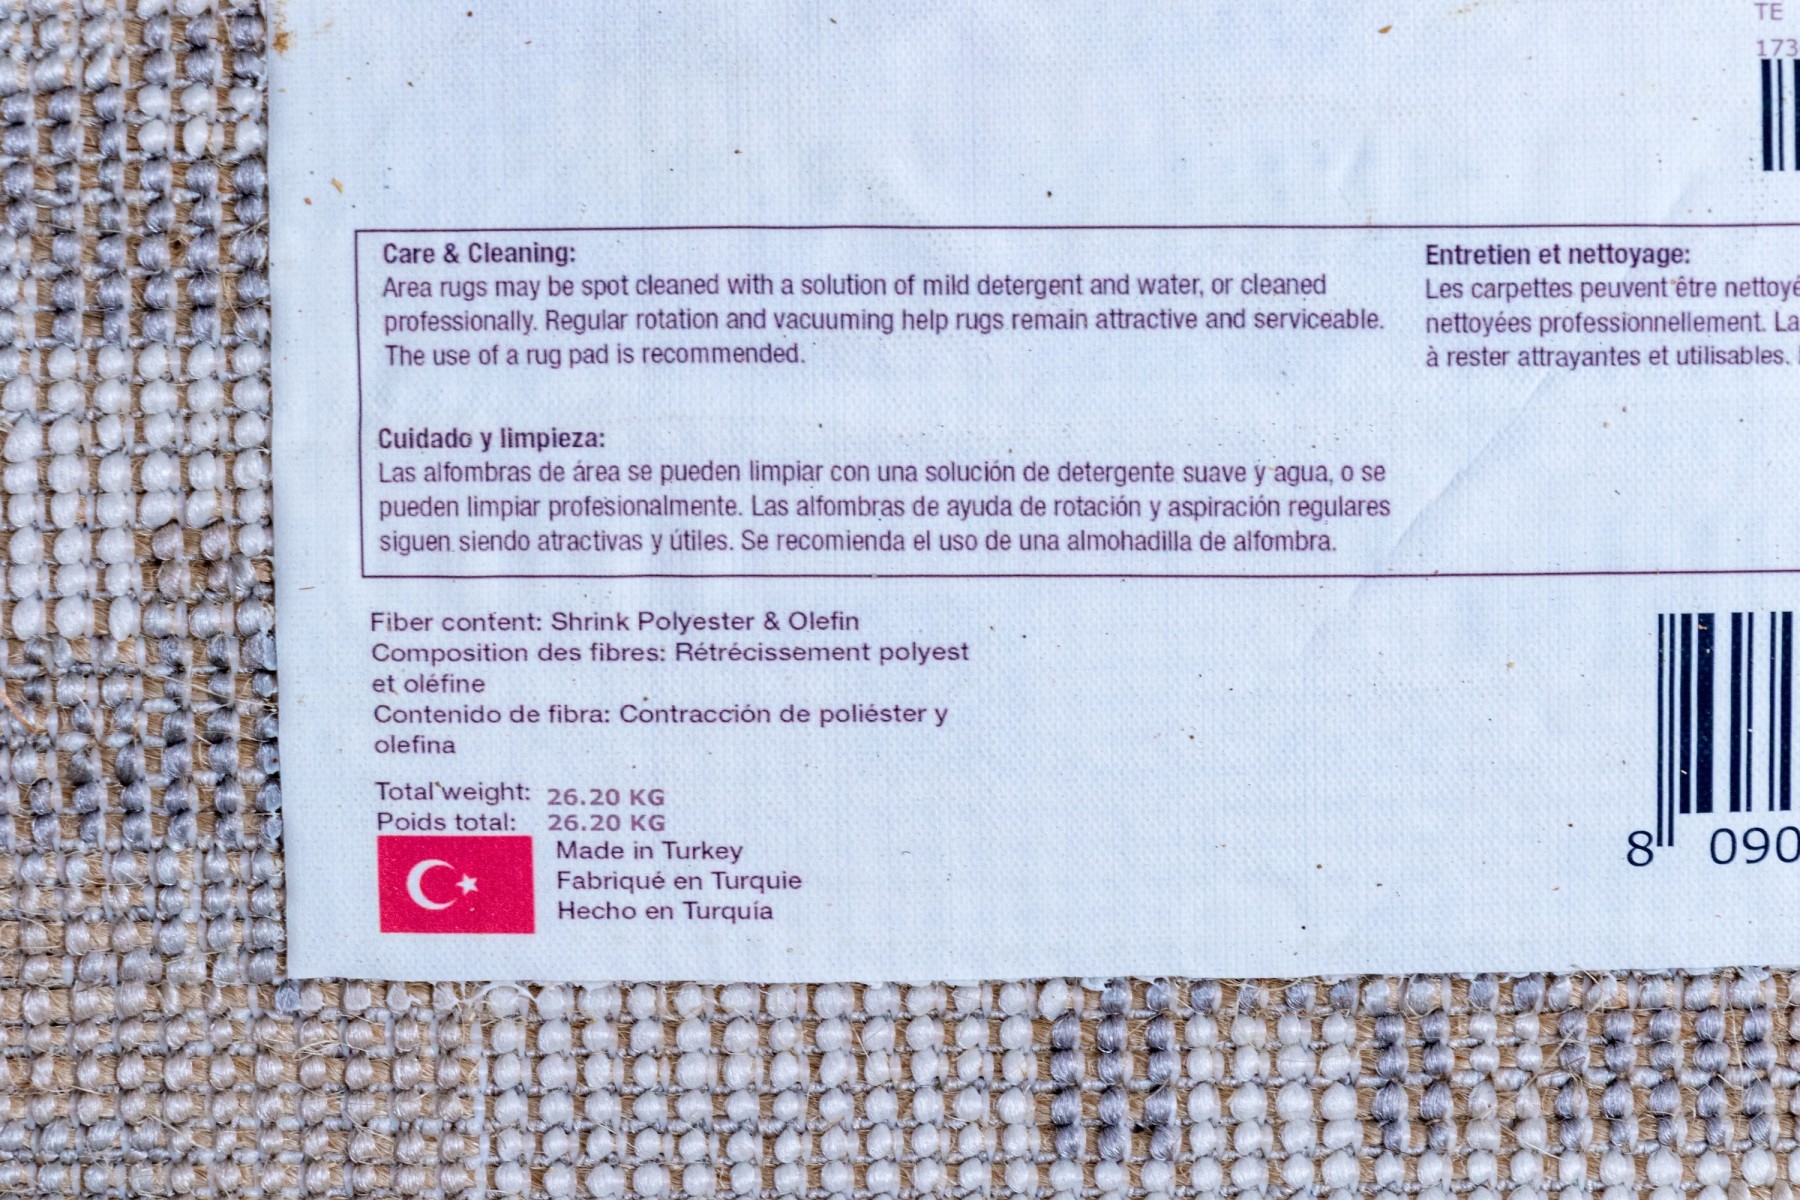 TE
173
Care & Cleaning:
Area rugs may be spot cleaned with a solution of mild detergent and water, or cleaned
professionally. Regular rotation and vacuuming help rugs remain attractive and serviceable.
The use of a rug pad is recommended.
Entretien et nettoyage:
Les carpettes peuvent être nettoyé
nettoyées professionnellement. La
à rester attrayantes et utilisables.
Cuidado y limpieza:
Las alfombras de área se pueden limpiar con una solución de detergente suave y agua, o se
pueden limpiar profesionalmente. Las alfombras de ayuda de rotación y aspiración regulares
siguen siendo atractivas y útiles. Se recomienda el uso de una almohadilla de alfombra.
Fiber content: Shrink Polyester & Olefin
Composition des fibres: Rétrécissement polyest
et oléfine
Contenido de fibra: Contracción de poliéster y
olefina
Total weight: 26.20 KG
Poids total: 26.20 KG
Made in Turkey
Fabriqué en Turquie
Hecho en Turquía
8 090